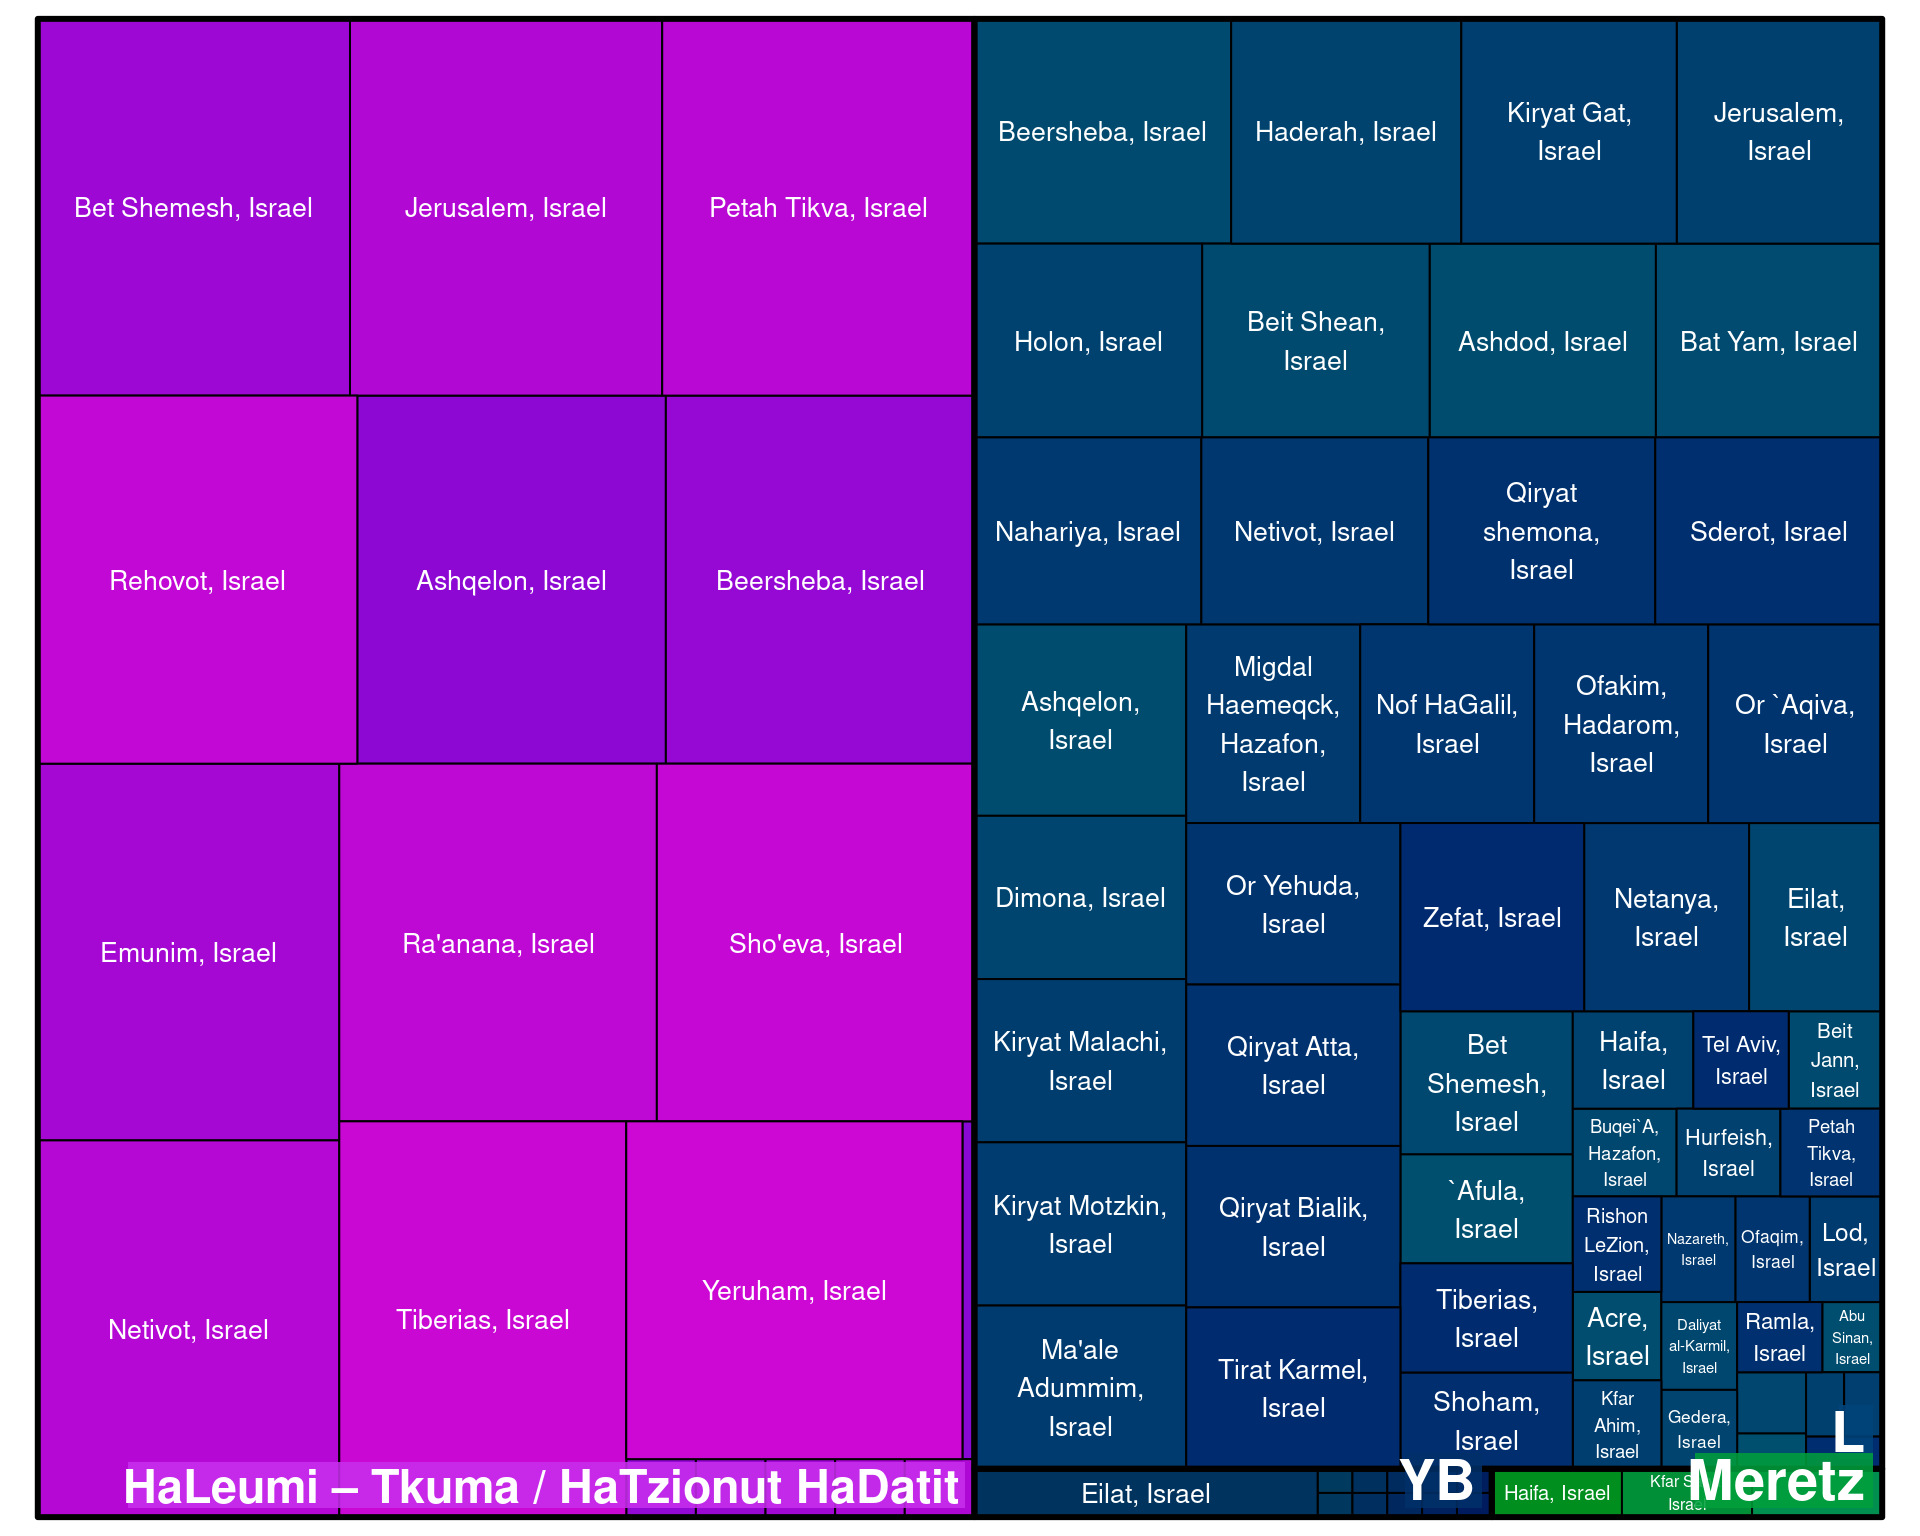 Bet Shemesh, Israel
Jerusalem, Israel
Petah Tikva, Israel
Rehovot, Israel
Ashqelon, Israel
Beersheba, Israel
Emunim, Israel
Ra'anana, Israel
Sho'eva, Israel
Netivot, Israel
Tiberias, Israel
Yeruham, Israel
HaLeumi – Tkuma / HaTzionut HaDatit
Beersheba, Israel
Haderah, Israel
Kiryat Gat,
Israel
Jerusalem,
Israel
Holon, Israel
Beit Shean,
Israel
Ashdod, Israel
Bat Yam, Israel
Nahariya, Israel
Netivot, Israel
Qiryat
shemona,
Israel
Sderot, Israel
Ashqelon,
Israel
Migdal
Haemeqck,
Hazafon,
Israel
Nof HaGalil,
Israel
Ofakim,
Hadarom,
Israel
Or `Aqiva,
Israel
Dimona, Israel
Or Yehuda,
Israel
Zefat, Israel
Netanya,
Israel
Eilat,
Israel
Kiryat Malachi,
Israel
Qiryat Atta,
Israel
Bet
Shemesh,
Israel
Haifa,
Israel
Tel Aviv,
Israel
Beit
Jann,
Israel
Buqei`A,
Hazafon,
Israel
Hurfeish,
Israel
Petah
Tikva,
Israel
Kiryat Motzkin,
Israel
Qiryat Bialik,
Israel
`Afula,
Israel
Rishon
LeZion,
Israel
Nazareth,
Israel
Ofaqim,
Israel
Lod,
Israel
Ma'ale
Adummim,
Israel
Tirat Karmel,
Israel
Tiberias,
Israel
Acre,
Israel
Daliyat
al-Karmil,
Israel
Ramla,
Israel
Abu
Sinan,
Israel
Shoham,
Israel
Kfar
Ahim,
Israel
Gedera,
Israel
L
Eilat, Israel
YB
Haifa, Israel
Kfar
Israel
Meretz